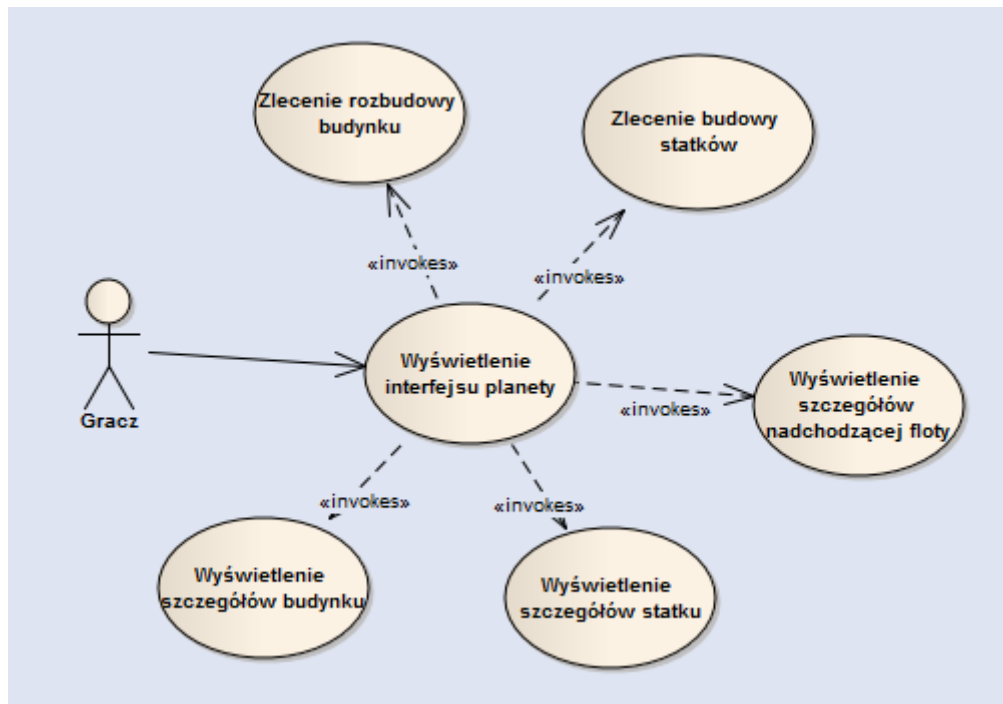 Zlecenie rozbudowy
budynku
Zlecenie budowy
statków
«invokes»
«invokes»
Gracz
Wyświetlenie
interfejsu planety
«invokes»
Wyświetlenie
szczegółów
nadchodzącej floty
«invokes»
«invokes»
Wyświetlenie
szczegółów budynku
Wyświetlenie
szczegółów statku